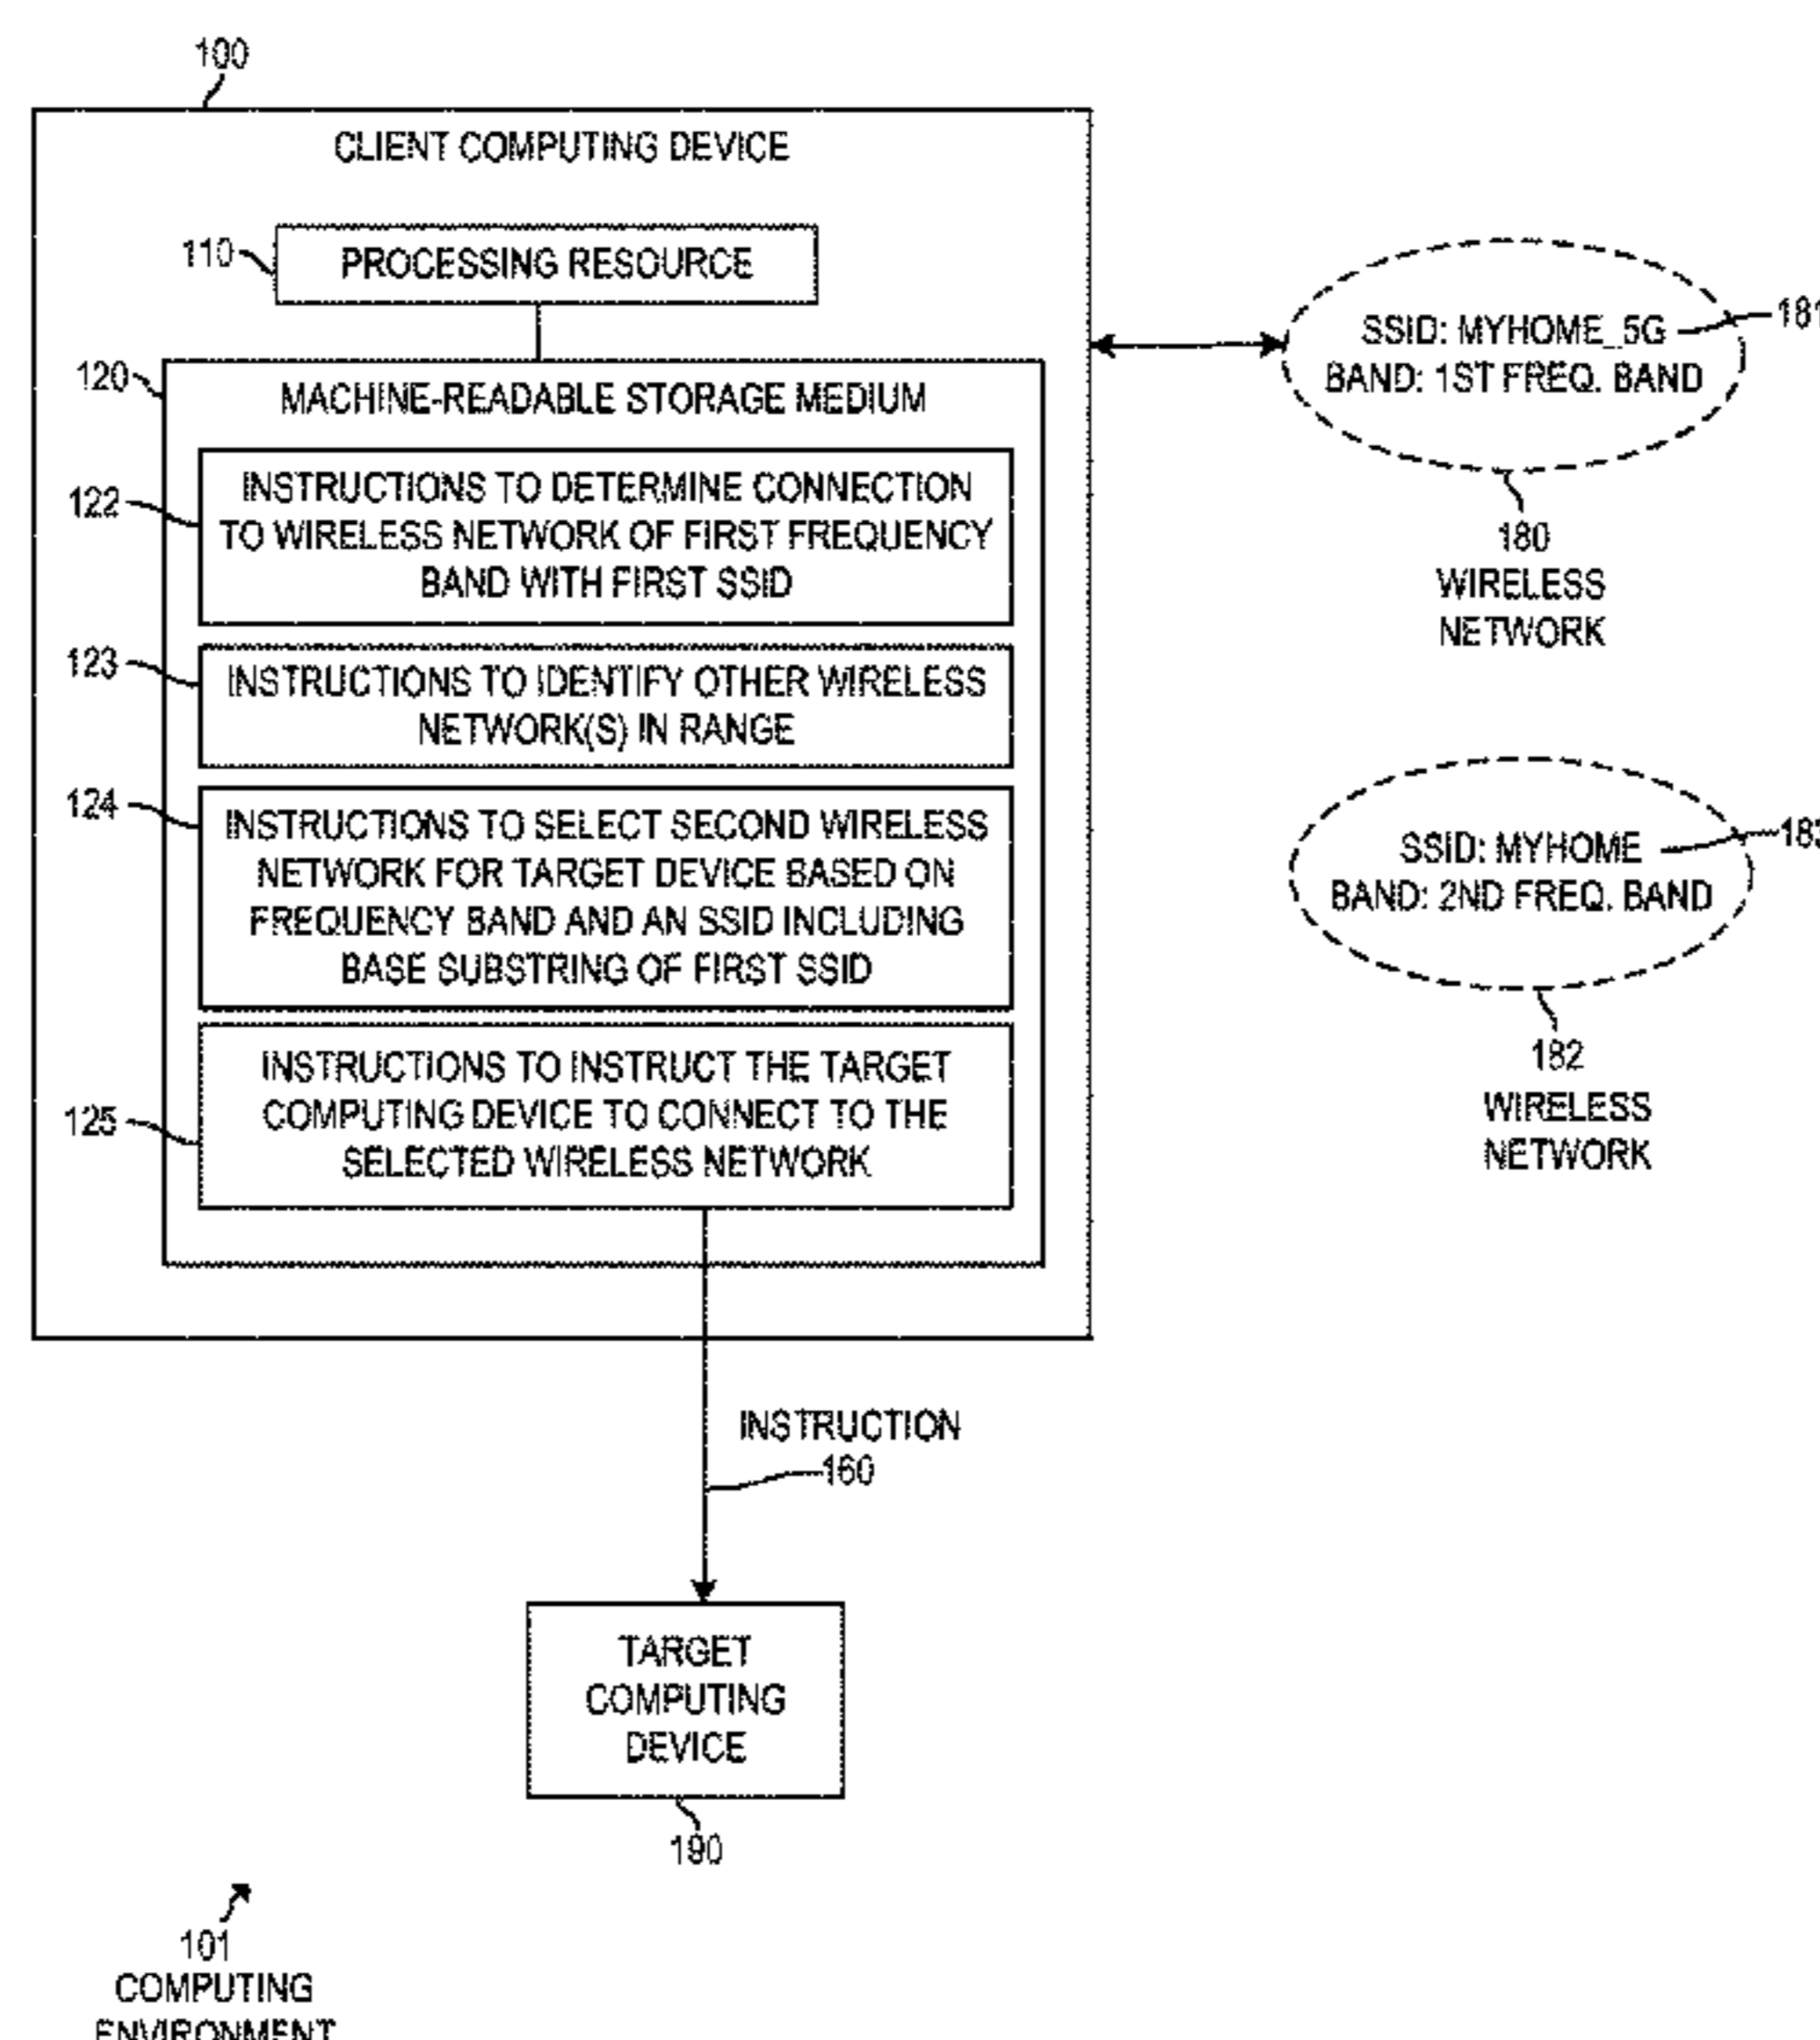 100
CLIENT COMPUTING DEVICE
110
PROCESSING RESOURCE
120
MACHINE-READABLE STORAGE MEDIUM
122
INSTRUCTIONS TO DETERMINE CONNECTION
TO WIRELESS NETWORK OF FIRST FREQUENCY
BAND WITH FIRST SSID
123
INSTRUCTIONS TO IDENTIFY OTHER WIRELESS
NETWORK(S) IN RANGE
124
INSTRUCTIONS TO SELECT SECOND WIRELESS
NETWORK FOR TARGET DEVICE BASED ON
FREQUENCY BAND AND AN SSID INCLUDING
BASE SUBSTRING OF FIRST SSID
125
INSTRUCTIONS TO INSTRUCT THE TARGET
COMPUTING DEVICE TO CONNECT TO THE
SELECTED WIRELESS NETWORK
SSID: MYHOME_5G
BAND: 1ST FREQ. BAND
181
180
WIRELESS
NETWORK
SSID: MYHOME
BAND: 2ND FREQ. BAND
183
182
WIRELESS
NETWORK
INSTRUCTION
160
TARGET
COMPUTING
DEVICE
190
101
COMPUTING
ENVIRONMENT